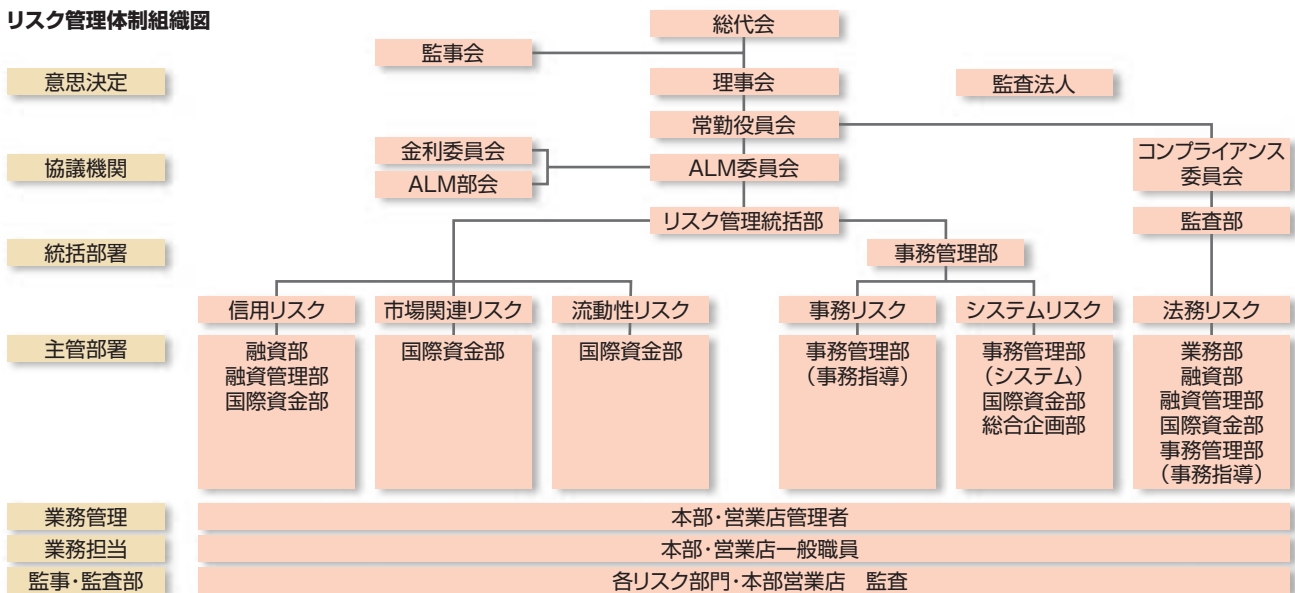 リスク管理体制組織図
総代会
監事会
意思決定
理事会
監査法人
常勤役員会
協議機関
金利委員会
ALM部会
ALM委員会
コンプライアンス
委員会
リスク管理統括部
監査部
統括部署
事務管理部
信用リスク
市場関連リスク
流動性リスク
事務リスク
システムリスク
法務リスク
主管部署
融資部
融資管理部
国際資金部
国際資金部
国際資金部
事務管理部
（事務指導）
事務管理部
（システム）
国際資金部
総合企画部
業務部
融資部
融資管理部
国際資金部
事務管理部
（事務指導）
業務管理
本部・営業店管理者
業務担当
本部・営業店一般職員
監事・監査部
各リスク部門・本部営業店　監査